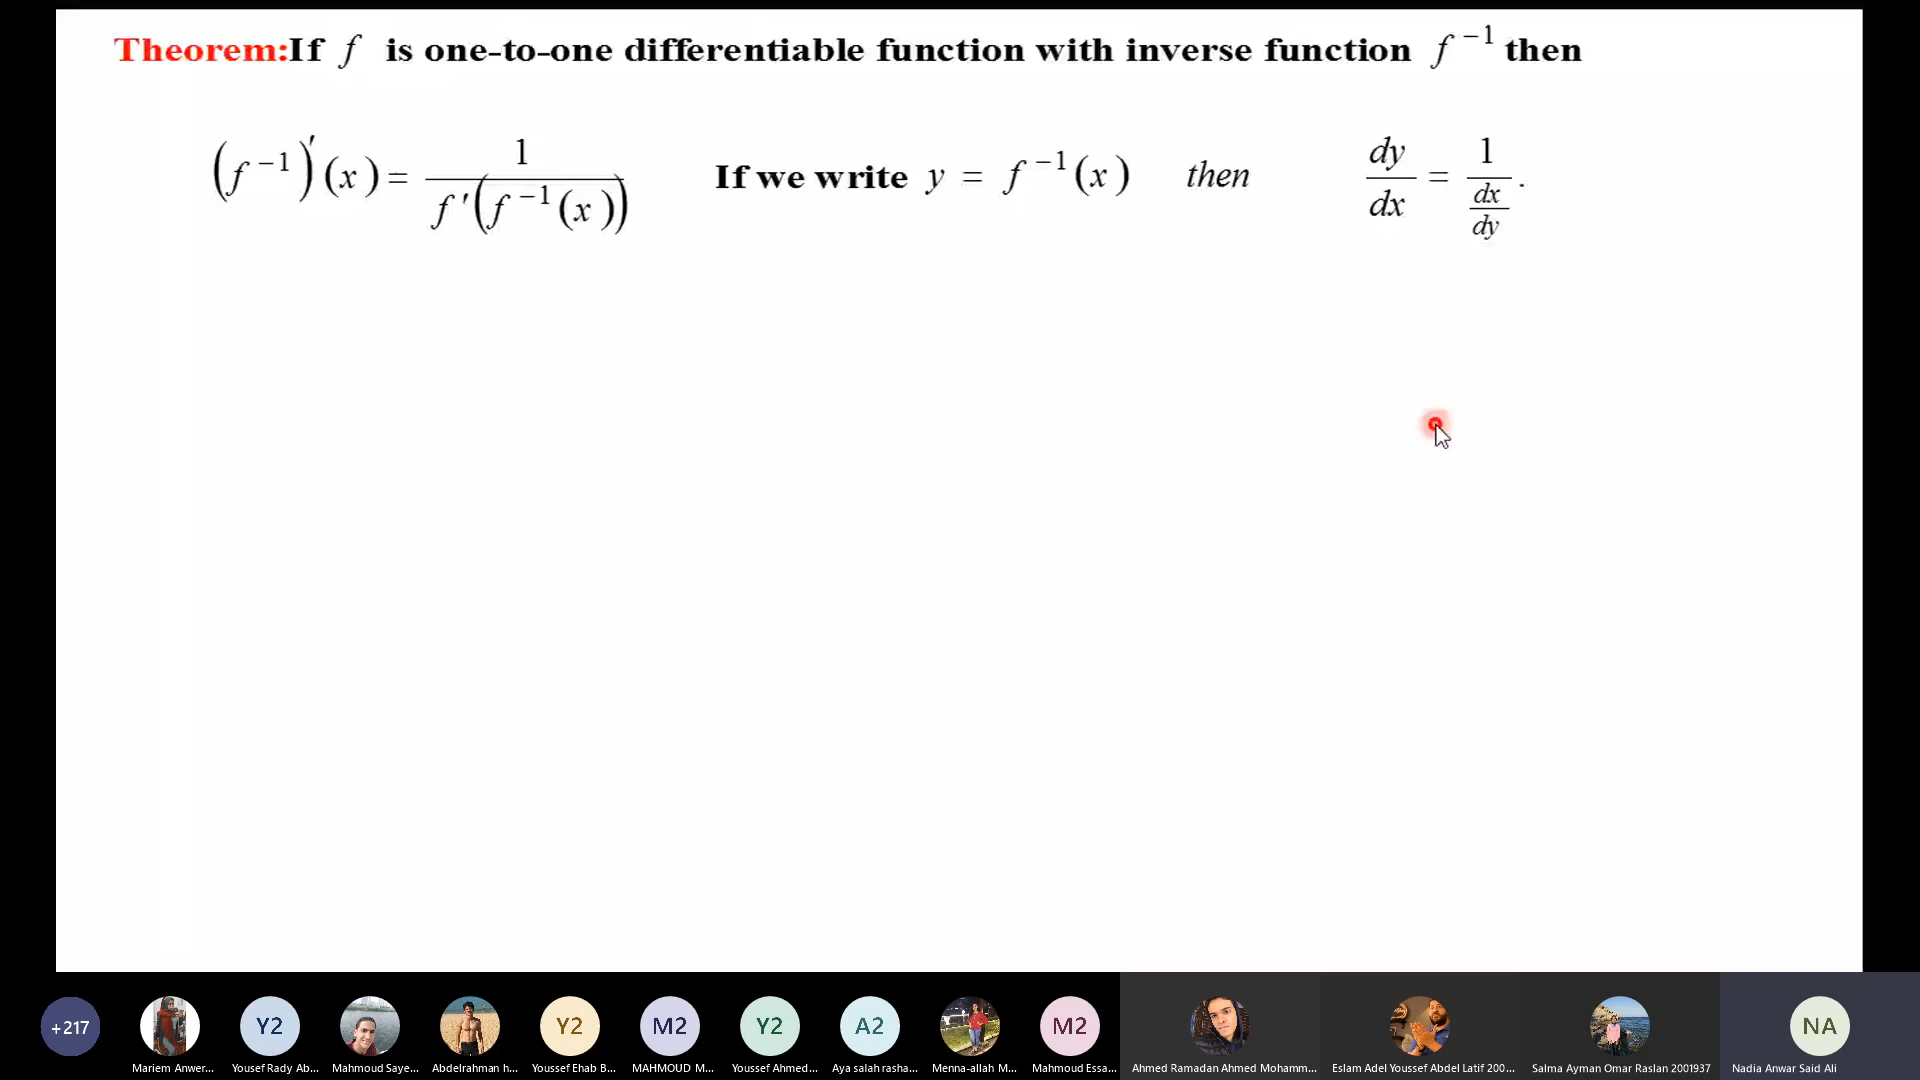 Theorem:If f is one-to-one differentiable function with inverse function f⁻¹ then
(f⁻¹)′(x) = 1 / f′(f⁻¹(x)) If we write y = f⁻¹(x) then dy/dx = 1 / (dx/dy).
+217 Y2 Y2 M2 Y2 A2 M2 NA
Mariem Anwer... Yousef Rady Ab... Mahmoud Saye... Abdelrahman h... Youssef Ehab B... MAHMOUD M... Youssef Ahmed... Aya salah rasha... Menna-allah M... Mahmoud Essa... Ahmed Ramadan Ahmed Mohamm... Eslam Adel Youssef Abdel Latif 200... Salma Ayman Omar Raslan 2001937 Nadia Anwar Said Ali